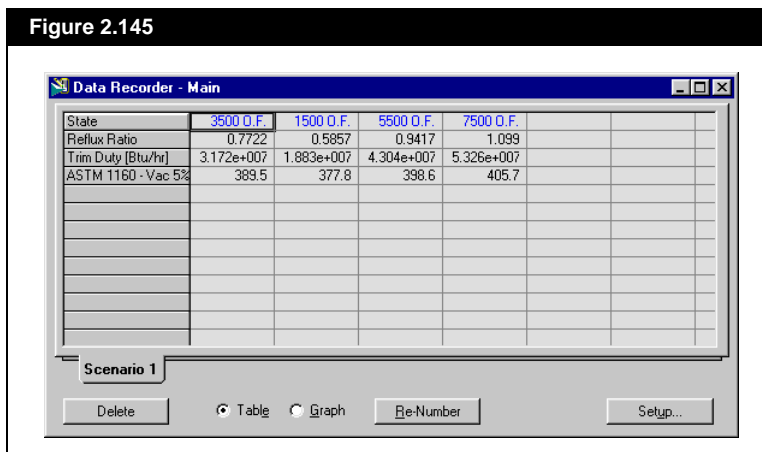 Figure 2.145
Data Recorder - Main
State 3500 O.F. 1500 O.F. 5500 O.F. 7500 O.F.
Reflux Ratio 0.7722 0.5857 0.9417 1.099
Trim Duty [Btu/hr] 3.172e+007 1.883e+007 4.304e+007 5.326e+007
ASTM 1160 - Vac 5% 389.5 377.8 398.6 405.7
Scenario 1
Delete Table Graph Re-Number Setup...